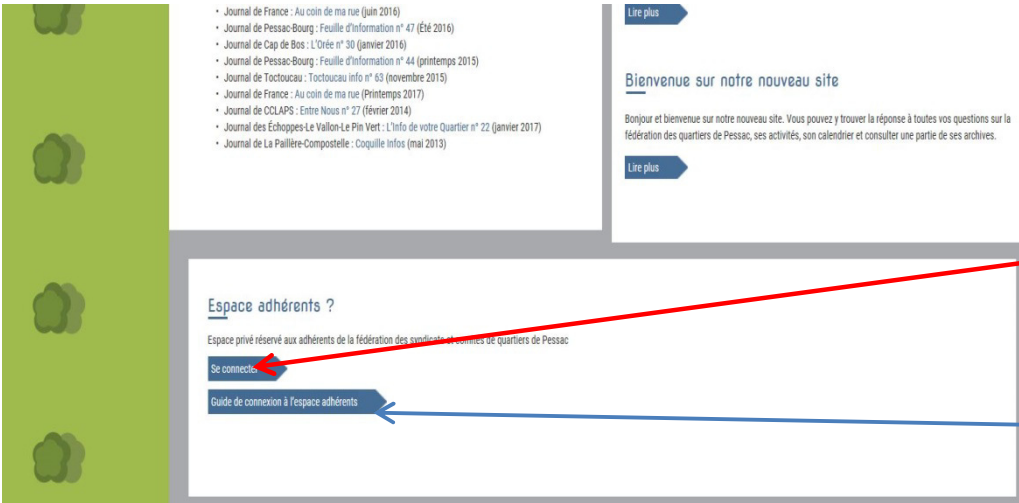 Journal de France : Au coin de ma rue (juin 2016)
Journal de Pessac-Bourg : Feuille d'Information n° 47 (Été 2016)
Journal de Cap de Bos : L'Orée n° 30 (janvier 2016)
Journal de Pessac-Bourg : Feuille d'Information n° 44 (printemps 2015)
Journal de Toctoucau : Toctoucau info n° 63 (novembre 2015)
Journal de France : Au coin de ma rue (Printemps 2017)
Journal de CCLAPS : Entre Nous n° 27 (février 2014)
Journal des Échoppes-Le Vallon-Le Pin Vert : L'Info de votre Quartier n° 22 (janvier 2017)
Journal de La Paillère-Compostelle : Coquille Infos (mai 2013)
Lire plus
Bienvenue sur notre nouveau site
Bonjour et bienvenue sur notre nouveau site. Vous pouvez y trouver la réponse à toutes vos questions sur la
fédération des quartiers de Pessac, ses activités, son calendrier et consulter une partie de ses archives.
Lire plus
Espace adhérents ?
Espace privé réservé aux adhérents de la fédération des syndicats et comités de quartiers de Pessac
Se connecter
Guide de connexion à l'espace adhérents